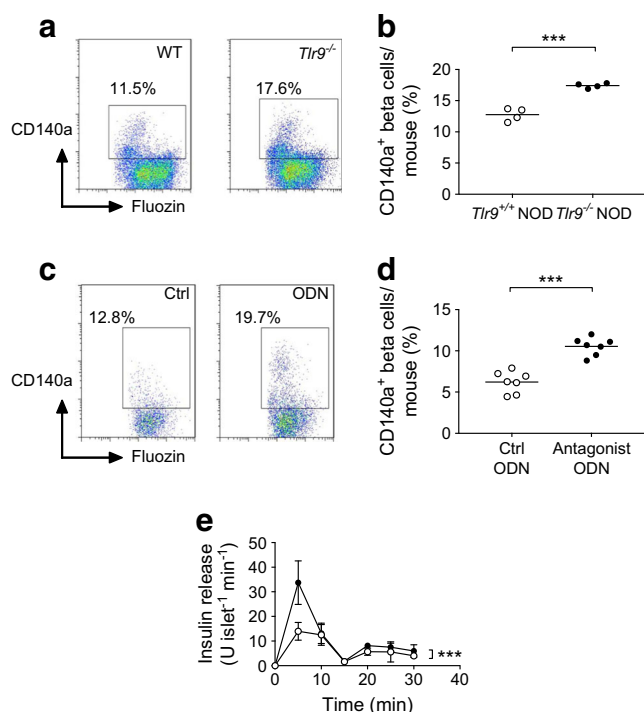 a
WT
11.5%
Tlr9-/-
17.6%
CD140a
Fluozin
b
***
CD140a+ beta cells/
mouse (%)
20
15
10
5
0
Tlr9+/+ NOD
Tlr9-/- NOD
c
Ctrl
12.8%
ODN
19.7%
CD140a
Fluozin
d
***
CD140a+ beta cells/
mouse (%)
15
10
5
0
Ctrl
ODN
Antagonist
ODN
e
Insulin release
(U islet-1 min-1)
50
40
30
20
10
0
0
10
20
30
40
***
Time (min)